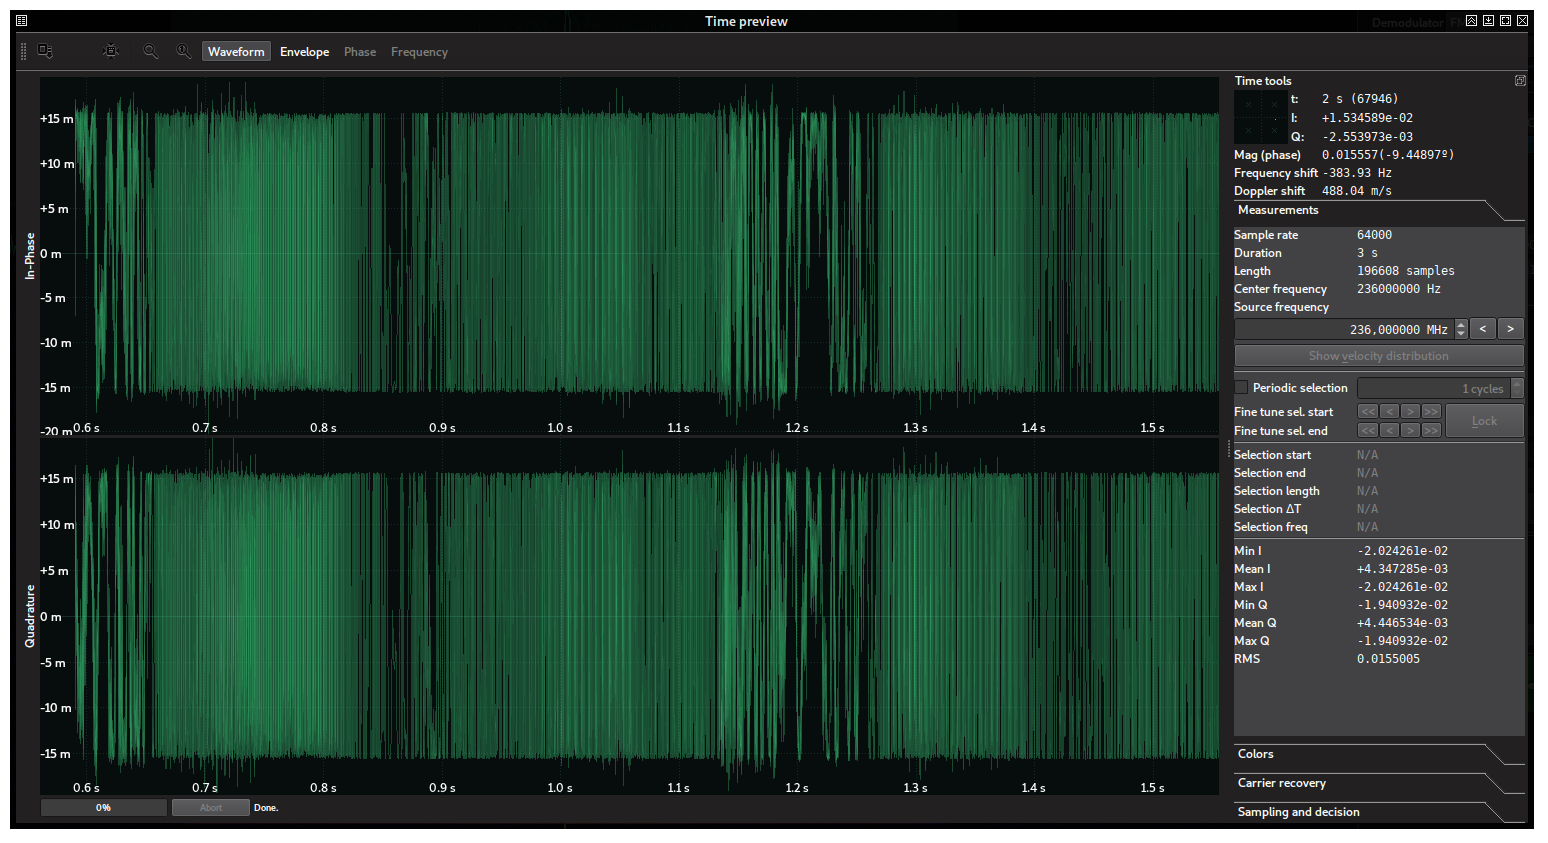 Time preview
Demodulator
Waveform Envelope Phase Frequency
+15 m
+10 m
+5 m
0 m
-5 m
-10 m
-15 m
-20 m
In-Phase
0.6 s 0.7 s 0.8 s 0.9 s 1.0 s 1.1 s 1.2 s 1.3 s 1.4 s 1.5 s
+15 m
+10 m
+5 m
0 m
-5 m
-10 m
-15 m
Quadrature
0.6 s 0.7 s 0.8 s 0.9 s 1.0 s 1.1 s 1.2 s 1.3 s 1.4 s 1.5 s
0% Abort Done.
Time tools
t: 2 s (67946)
I: +1.534589e-02
Q: -2.553973e-03
Mag (phase) 0.015557(-9.44897º)
Frequency shift -383.93 Hz
Doppler shift 488.04 m/s
Measurements
Sample rate 64000
Duration 3 s
Length 196608 samples
Center frequency 236000000 Hz
Source frequency
236,000000 MHz < >
Show velocity distribution
Periodic selection 1 cycles
Fine tune sel. start << < > >>
Lock
Fine tune sel. end << < > >>
Selection start N/A
Selection end N/A
Selection length N/A
Selection ΔT N/A
Selection freq N/A
Min I -2.024261e-02
Mean I +4.347285e-03
Max I -2.024261e-02
Min Q -1.940932e-02
Mean Q +4.446534e-03
Max Q -1.940932e-02
RMS 0.0155005
Colors
Carrier recovery
Sampling and decision